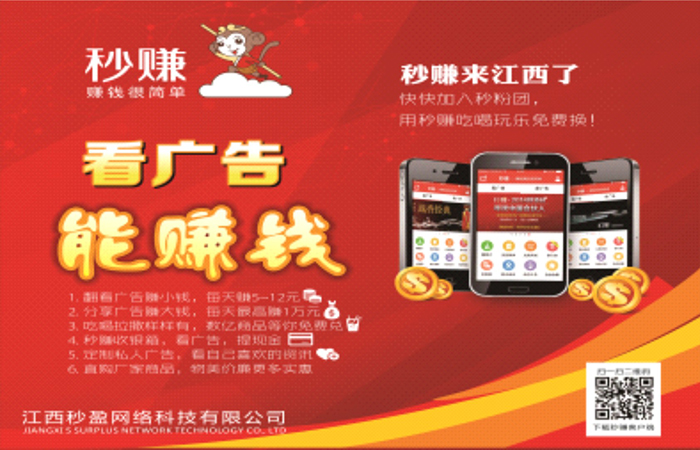 秒赚
赚钱很简单
看广告
能赚钱
1. 翻看广告赚小钱，每天赚5-12元
2. 分享广告赚大钱，每天最高赚1万元
3. 吃喝拉撒样样有，数亿商品等你免费兑
4. 秒赚收银箱，看广告，提现金
5. 定制私人广告，看自己喜欢的资讯
6. 直购厂家商品，物美价廉更多实惠
江西秒盈网络科技有限公司
JIANGXI S SURPLUS NETWORK TECHNOLOGY CO., LTD
秒赚来江西了
快快加入秒粉团，
用秒赚吃喝玩乐免费换！
秒赚
扫一扫二维码
下载秒赚客户端